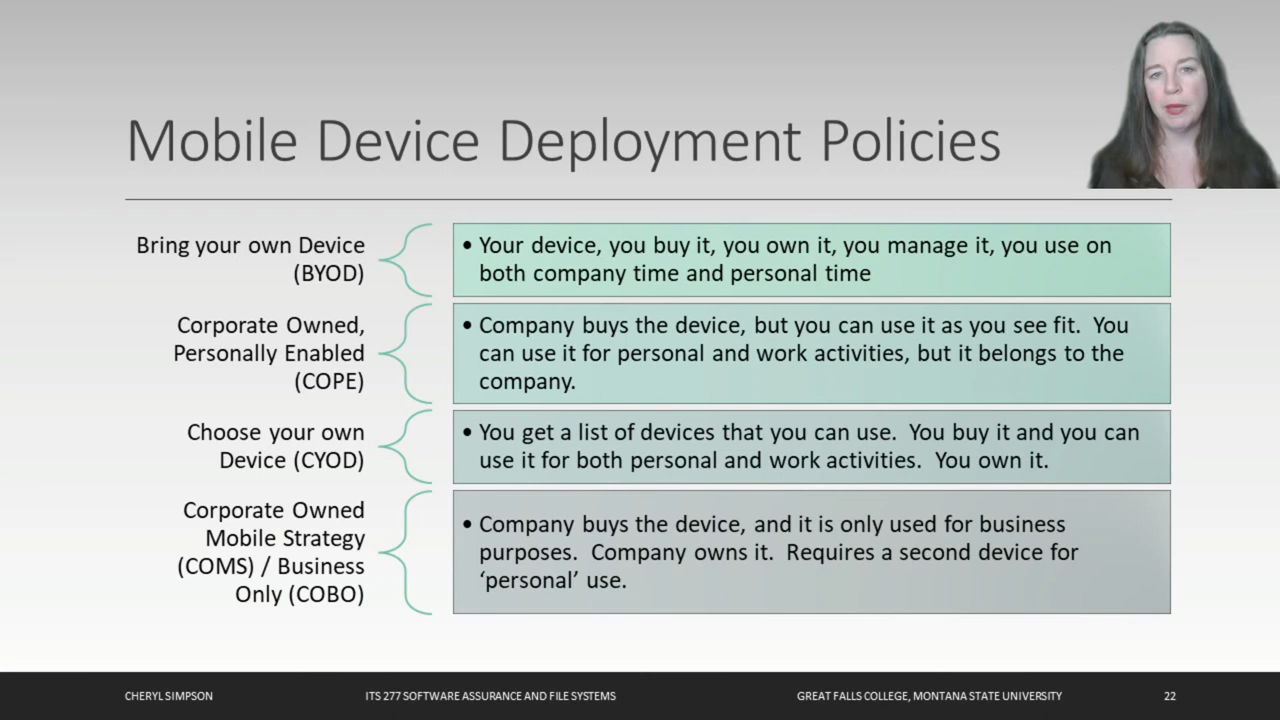 Mobile Device Deployment Policies
Bring your own Device
(BYOD)
• Your device, you buy it, you own it, you manage it, you use on
both company time and personal time
Corporate Owned,
Personally Enabled
(COPE)
• Company buys the device, but you can use it as you see fit.  You
can use it for personal and work activities, but it belongs to the
company.
Choose your own
Device (CYOD)
• You get a list of devices that you can use.  You buy it and you can
use it for both personal and work activities.  You own it.
Corporate Owned
Mobile Strategy
(COMS) / Business
Only (COBO)
• Company buys the device, and it is only used for business
purposes.  Company owns it.  Requires a second device for
‘personal’ use.
CHERYL SIMPSON
ITS 277 SOFTWARE ASSURANCE AND FILE SYSTEMS
GREAT FALLS COLLEGE, MONTANA STATE UNIVERSITY
22